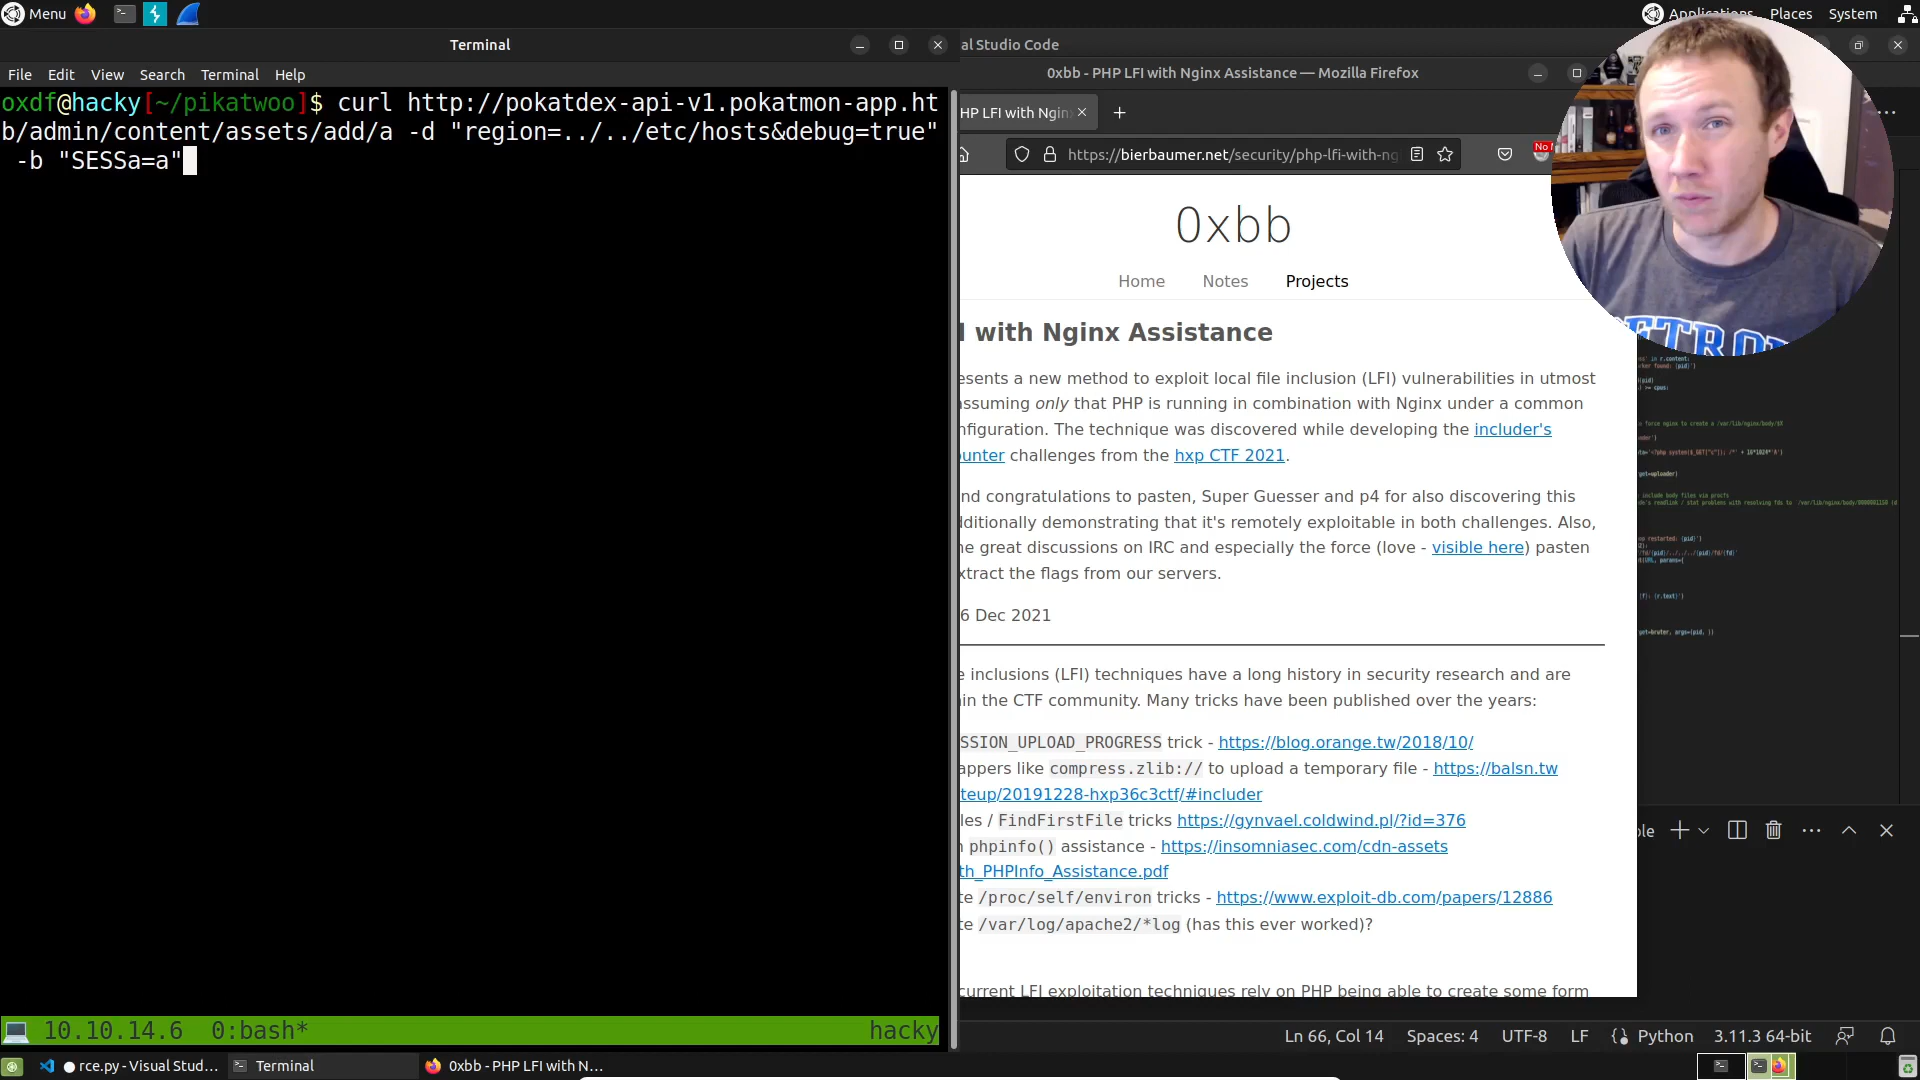 Menu
Applications Places System
Terminal
al Studio Code
File Edit View Search Terminal Help
0xbb - PHP LFI with Nginx Assistance — Mozilla Firefox
oxdf@hacky[~/pikatwoo]$ curl http://pokatdex-api-v1.pokatmon-app.ht
b/admin/content/assets/add/a -d "region=../../etc/hosts&debug=true"
-b "SESSa=a"
HP LFI with Ngin
https://bierbaumer.net/security/php-lfi-with-ng
0xbb
Home Notes Projects
with Nginx Assistance
esents a new method to exploit local file inclusion (LFI) vulnerabilities in utmost
assuming only that PHP is running in combination with Nginx under a common
nfiguration. The technique was discovered while developing the includer's
ounter challenges from the hxp CTF 2021.
nd congratulations to pasten, Super Guesser and p4 for also discovering this
dditionally demonstrating that it's remotely exploitable in both challenges. Also,
he great discussions on IRC and especially the force (love - visible here) pasten
xtract the flags from our servers.
6 Dec 2021
e inclusions (LFI) techniques have a long history in security research and are
in the CTF community. Many tricks have been published over the years:
SSION_UPLOAD_PROGRESS trick - https://blog.orange.tw/2018/10/
appers like compress.zlib:// to upload a temporary file - https://balsn.tw
teup/20191228-hxp36c3ctf/#includer
les / FindFirstFile tricks https://gynvael.coldwind.pl/?id=376
phpinfo() assistance - https://insomniasec.com/cdn-assets
th_PHPInfo_Assistance.pdf
te /proc/self/environ tricks - https://www.exploit-db.com/papers/12886
te /var/log/apache2/*log (has this ever worked)?
current LFI exploitation techniques rely on PHP being able to create some form
DETROI
ole
10.10.14.6 0:bash* hacky
Ln 66, Col 14 Spaces: 4 UTF-8 LF Python 3.11.3 64-bit
rce.py - Visual Stud... Terminal 0xbb - PHP LFI with N...